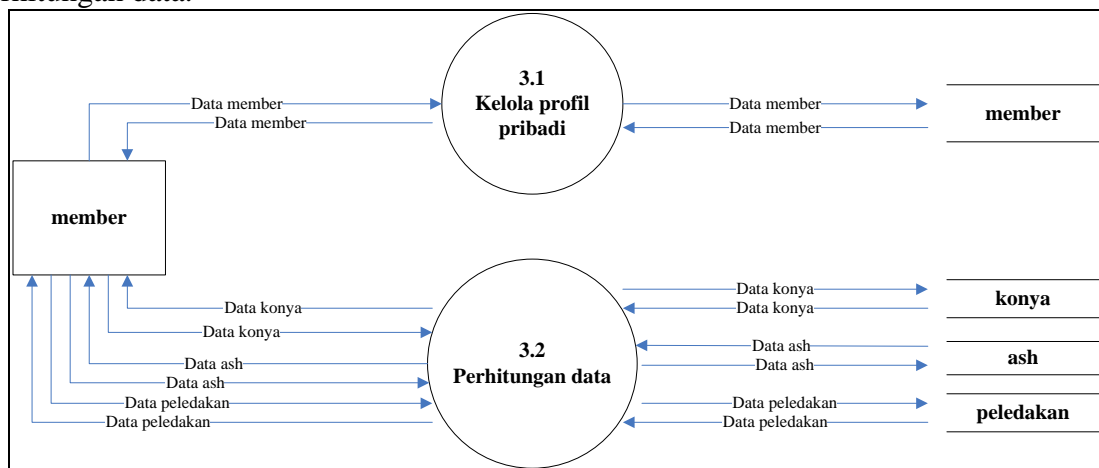 3.1
Kelola profil
pribadi
Data member
Data member
Data member
Data member
member
member
3.2
Perhitungan data
Data konya
Data konya
Data ash
Data ash
Data peledakan
Data peledakan
Data konya
Data konya
Data ash
Data ash
Data peledakan
Data peledakan
konya
ash
peledakan